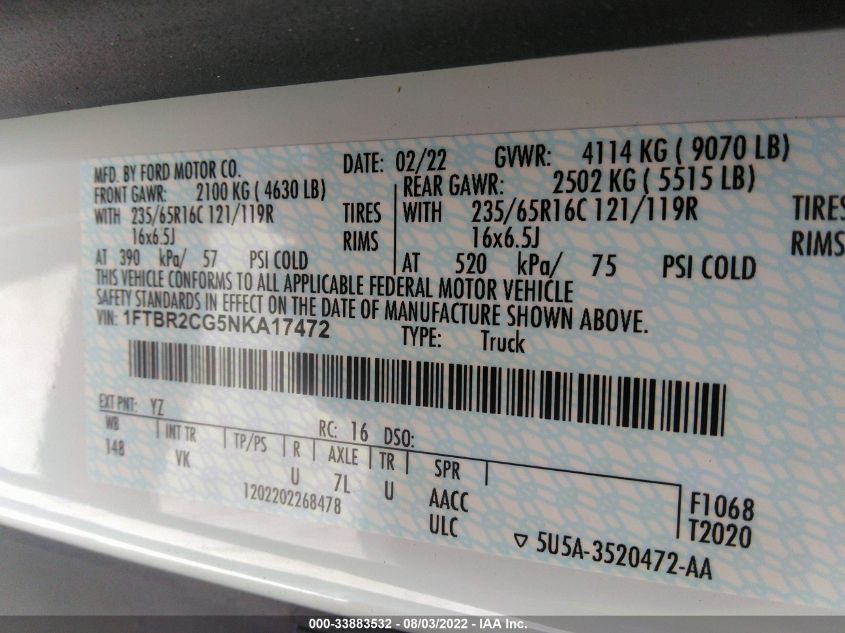 MFD. BY FORD MOTOR CO. DATE: 02/22 GVWR: 4114 KG ( 9070 LB)
FRONT GAWR: 2100 KG ( 4630 LB) REAR GAWR: 2502 KG ( 5515 LB)
WITH 235/65R16C 121/119R TIRES WITH 235/65R16C 121/119R TIRES
16x6.5J RIMS 16x6.5J RIMS
AT 390 kPa/ 57 PSI COLD AT 520 kPa/ 75 PSI COLD
THIS VEHICLE CONFORMS TO ALL APPLICABLE FEDERAL MOTOR VEHICLE
SAFETY STANDARDS IN EFFECT ON THE DATE OF MANUFACTURE SHOWN ABOVE.
VIN: 1FTBR2CG5NKA17472 TYPE: Truck
EXT PNT: YZ RC: 16 DSO:
WB INT TR TP/PS R AXLE TR SPR
148 VK U 7L U AACC F1068
1202202268478 ULC T2020
5U5A-3520472-AA
000-33883532 - 08/03/2022 - IAA Inc.